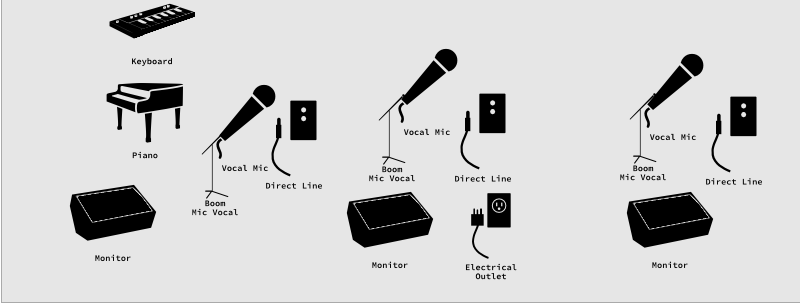 Keyboard
Piano
Vocal Mic
Direct Line
Boom
Mic Vocal
Monitor
Vocal Mic
Boom
Mic Vocal
Direct Line
Monitor
Electrical
Outlet
Vocal Mic
Boom
Mic Vocal
Direct Line
Monitor